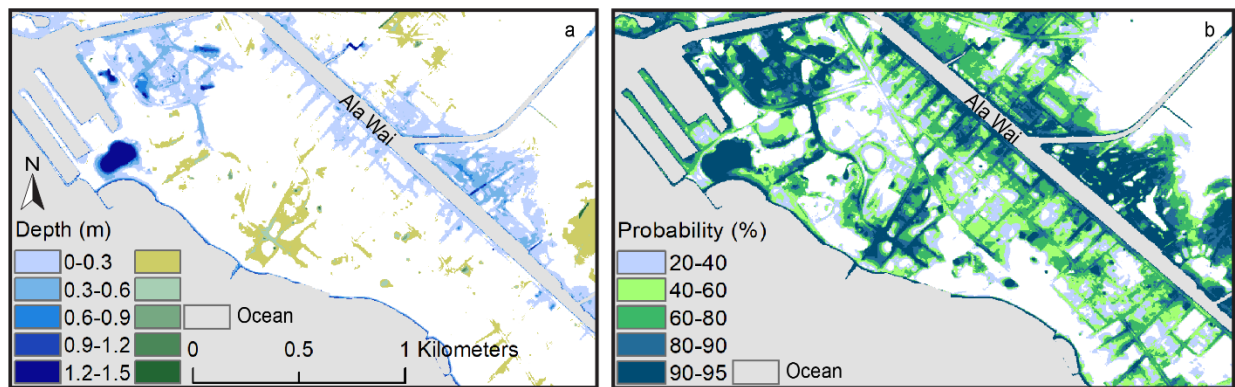 a
Ala Wai
N
Depth (m)
0-0.3
0.3-0.6
0.6-0.9
0.9-1.2
1.2-1.5
Ocean
0 0.5 1 Kilometers
b
Ala Wai
Probability (%)
20-40
40-60
60-80
80-90
90-95
Ocean